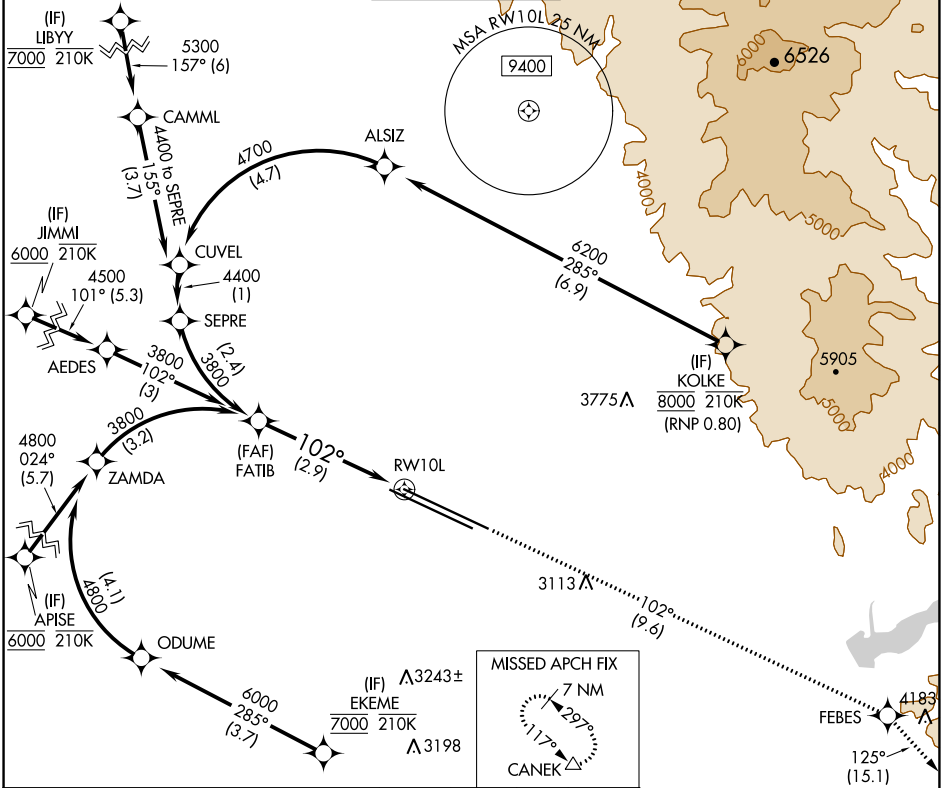 (IF)
LIBYY
7000 210K
5300
157° (6)
CAMML
4400 to SEPRE
155°
(3.7)
MSA RW10L 25 NM
9400
6000
6526
4000
5000
ALSIZ
4700
(4.7)
(IF)
JIMMI
6000 210K
4500
101° (5.3)
CUVEL
4400
(1)
SEPRE
6200
285°
(6.9)
AEDES
3800
102°
(3)
(2.4)
3800
(IF)
KOLKE
8000 210K
(RNP 0.80)
3775
5905
5000
4000
3800
(3.2)
4800
024°
(5.7)
ZAMDA
(FAF)
FATIB
102°
(2.9)
RW10L
(IF)
APISE
6000 210K
(4.1)
4800
3113
102°
(9.6)
ODUME
6000
285°
(3.7)
(IF)
EKEME
7000 210K
3243±
3198
MISSED APCH FIX
7 NM
297°
117°
CANEK
FEBES
4183
125°
(15.1)